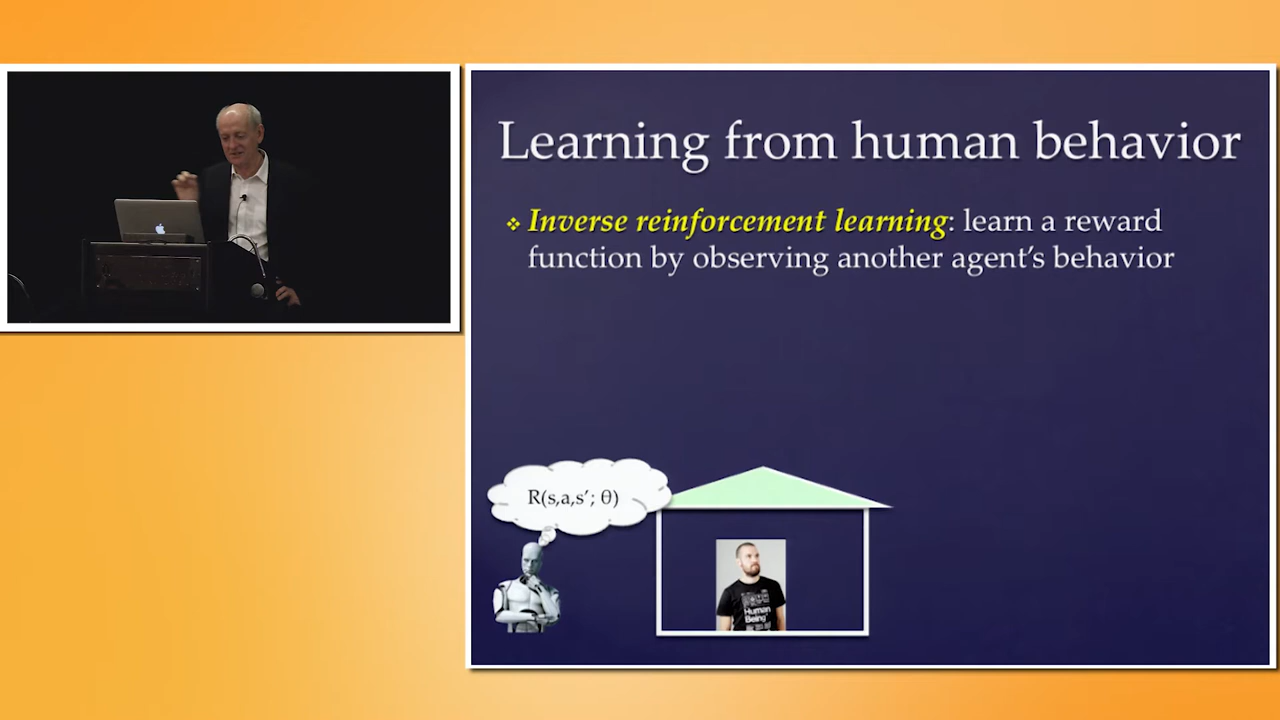 Learning from human behavior
❖ Inverse reinforcement learning: learn a reward
function by observing another agent’s behavior
R(s,a,s′; θ)
Human
Being